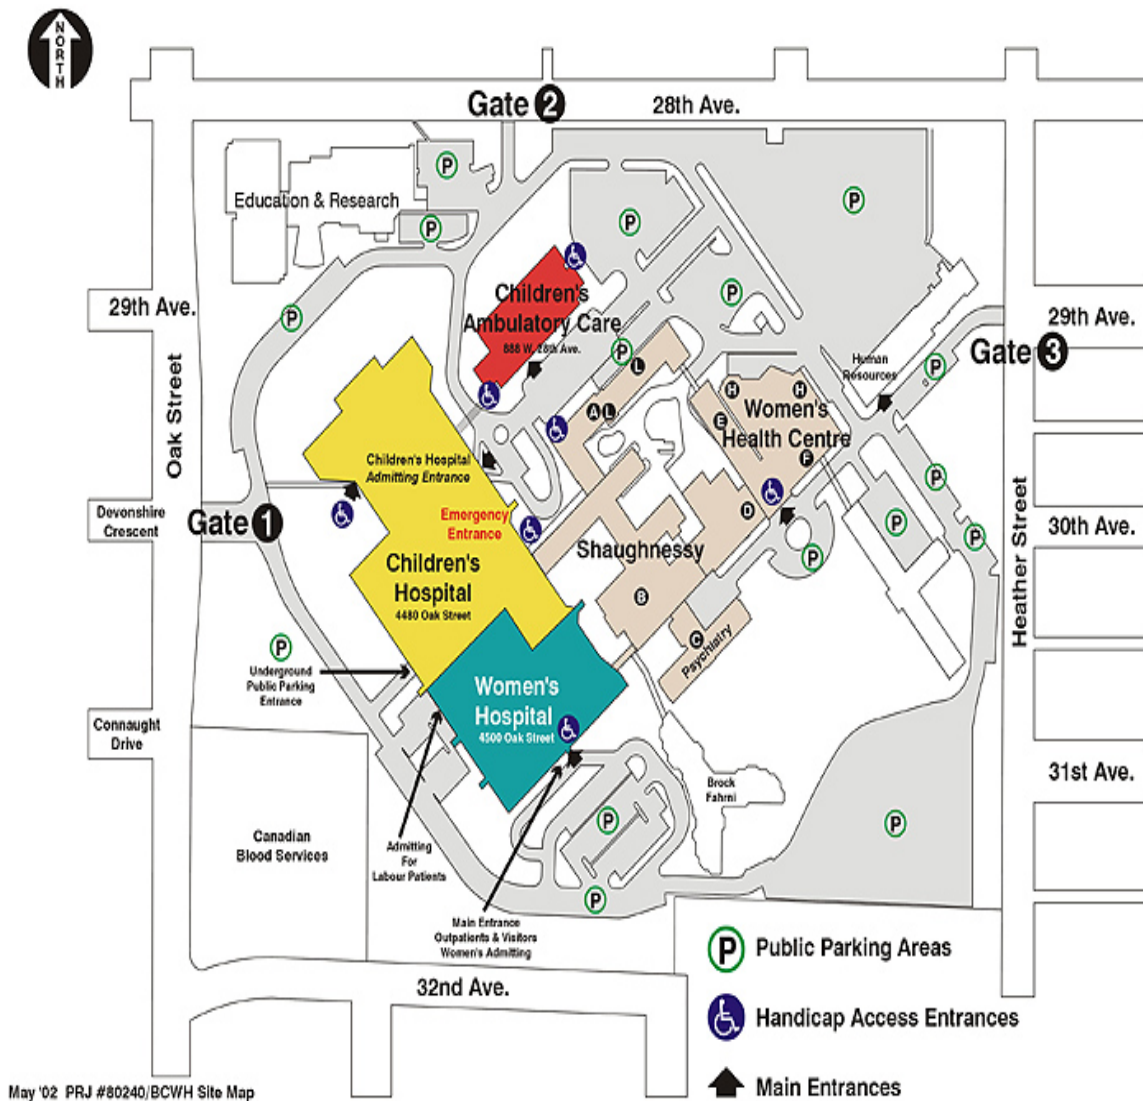 NORTH
Gate 2
28th Ave.
P
P
P
P
Education & Research
P
29th Ave.
P
Children's
Ambulatory Care
888 W. 28th Ave.
P
P
29th Ave.
Gate 3
Human
Resources
P
L
A L
H
H
E
Women's
Health Centre
F
Oak Street
Children's Hospital
Admitting Entrance
P
Devonshire
Crescent
Gate 1
Emergency
Entrance
D
P
P
30th Ave.
Shaughnessy
P
Heather Street
Children's
Hospital
4480 Oak Street
B
C
Psychiatry
P
Underground
Public Parking
Entrance
Women's
Hospital
4500 Oak Street
Connaught
Drive
31st Ave.
Brock
Fahrni
P
P
Canadian
Blood Services
Admitting
For
Labour Patients
P
Main Entrance
Outpatients & Visitors
Women's Admitting
P Public Parking Areas
32nd Ave.
Handicap Access Entrances
Main Entrances
May '02 PRJ #80240/BCWH Site Map